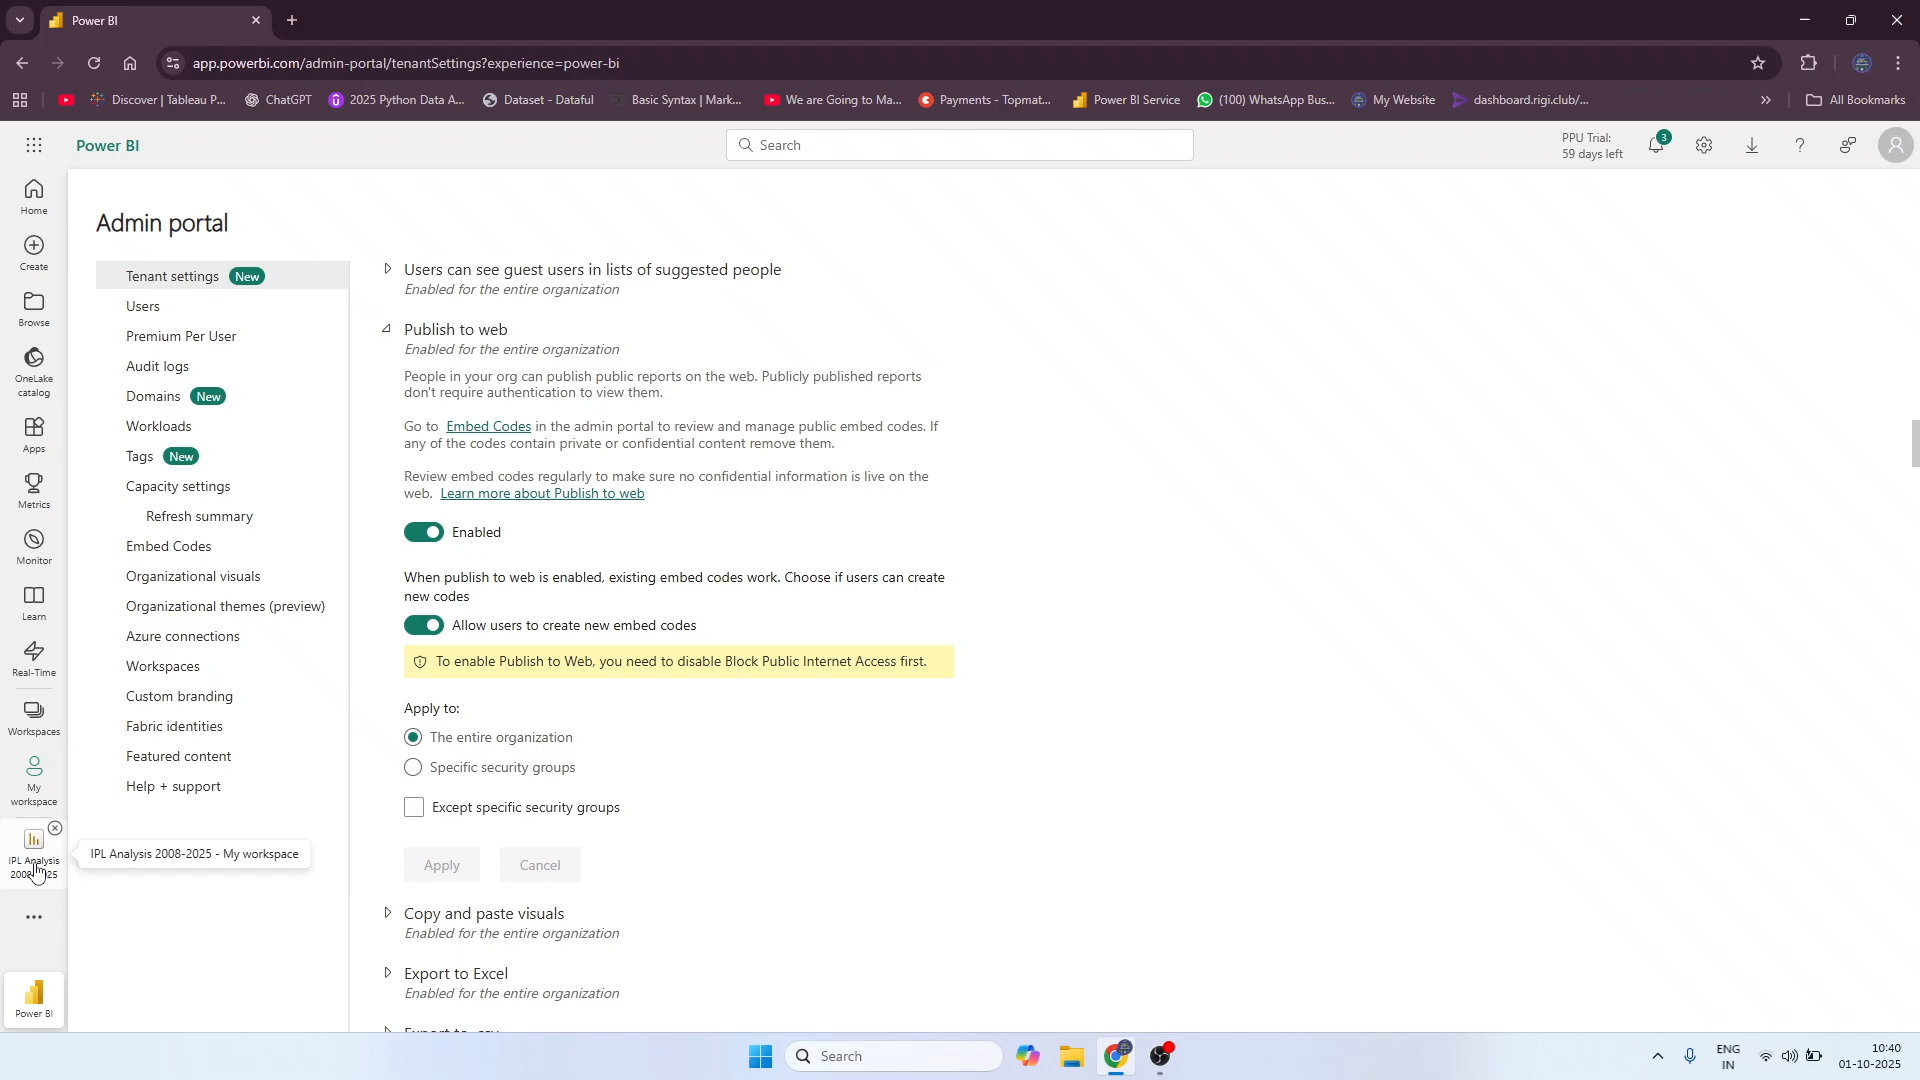 Power BI
app.powerbi.com/admin-portal/tenantSettings?experience=power-bi
Discover | Tableau P...
ChatGPT
2025 Python Data A...
Dataset - Dataful
Basic Syntax | Mark...
We are Going to Ma...
Payments - Topmat...
Power BI Service
(100) WhatsApp Bus...
My Website
dashboard.rigi.club/...
All Bookmarks
Power BI
Search
PPU Trial:
59 days left
3
Home
Create
Browse
OneLake
catalog
Apps
Metrics
Monitor
Learn
Real-Time
Workspaces
My
workspace
IPL Analysis
Power BI
Admin portal
Tenant settings New
Users
Premium Per User
Audit logs
Domains New
Workloads
Tags New
Capacity settings
Refresh summary
Embed Codes
Organizational visuals
Organizational themes (preview)
Azure connections
Workspaces
Custom branding
Fabric identities
Featured content
Help + support
IPL Analysis 2008-2025 - My workspace
Users can see guest users in lists of suggested people
Enabled for the entire organization
Publish to web
Enabled for the entire organization
People in your org can publish public reports on the web. Publicly published reports
don't require authentication to view them.
Go to Embed Codes in the admin portal to review and manage public embed codes. If
any of the codes contain private or confidential content remove them.
Review embed codes regularly to make sure no confidential information is live on the
web. Learn more about Publish to web
Enabled
When publish to web is enabled, existing embed codes work. Choose if users can create
new codes
Allow users to create new embed codes
To enable Publish to Web, you need to disable Block Public Internet Access first.
Apply to:
The entire organization
Specific security groups
Except specific security groups
Apply
Cancel
Copy and paste visuals
Enabled for the entire organization
Export to Excel
Enabled for the entire organization
Search
ENG
IN
10:40
01-10-2025